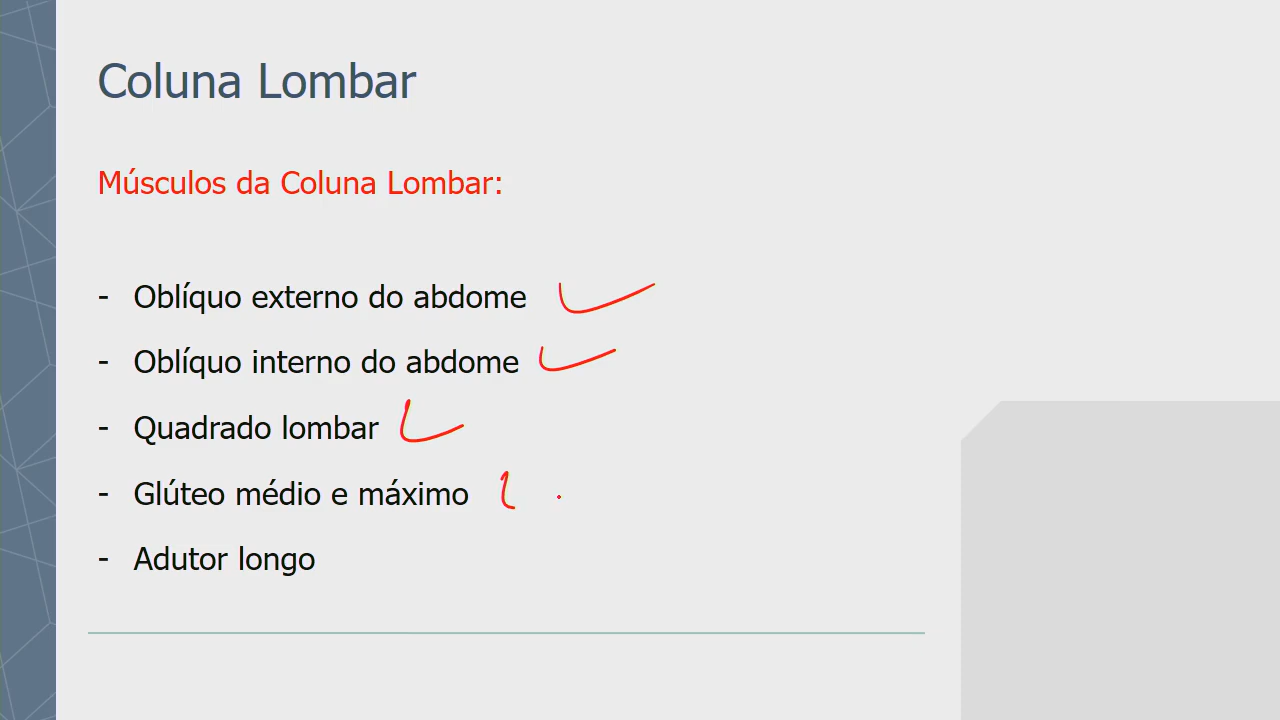 Coluna Lombar
Músculos da Coluna Lombar:
- Oblíquo externo do abdome
- Oblíquo interno do abdome
- Quadrado lombar
- Glúteo médio e máximo
- Adutor longo